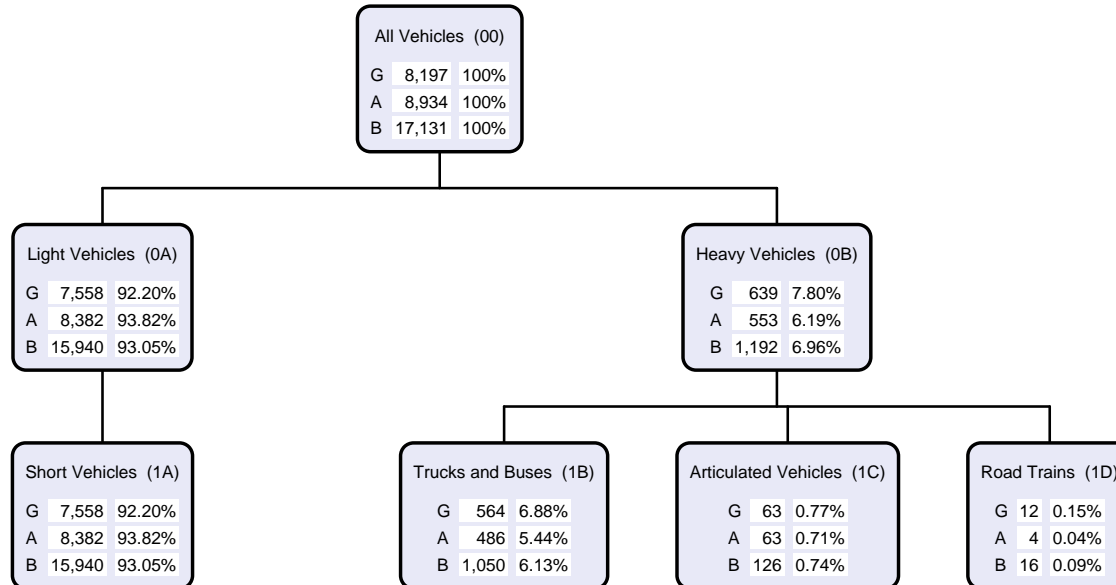 All Vehicles (00)
G 8,197 100%
A 8,934 100%
B 17,131 100%
Light Vehicles (0A)
G 7,558 92.20%
A 8,382 93.82%
B 15,940 93.05%
Heavy Vehicles (0B)
G 639 7.80%
A 553 6.19%
B 1,192 6.96%
Short Vehicles (1A)
G 7,558 92.20%
A 8,382 93.82%
B 15,940 93.05%
Trucks and Buses (1B)
G 564 6.88%
A 486 5.44%
B 1,050 6.13%
Articulated Vehicles (1C)
G 63 0.77%
A 63 0.71%
B 126 0.74%
Road Trains (1D)
G 12 0.15%
A 4 0.04%
B 16 0.09%